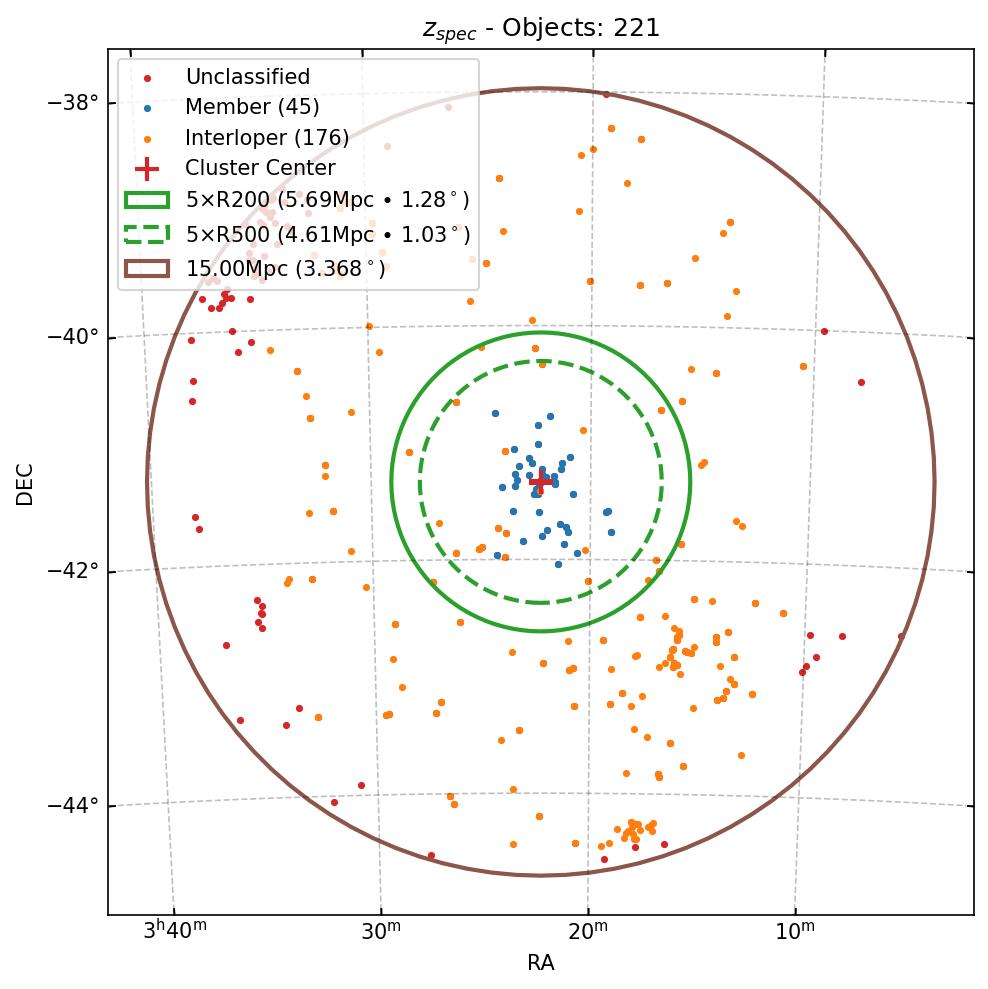 z_spec - Objects: 221
Unclassified
Member (45)
Interloper (176)
Cluster Center
5×R200 (5.69Mpc • 1.28°)
5×R500 (4.61Mpc • 1.03°)
15.00Mpc (3.368°)
−38°
−40°
−42°
−44°
DEC
3ʰ40ᵐ 30ᵐ 20ᵐ 10ᵐ
RA